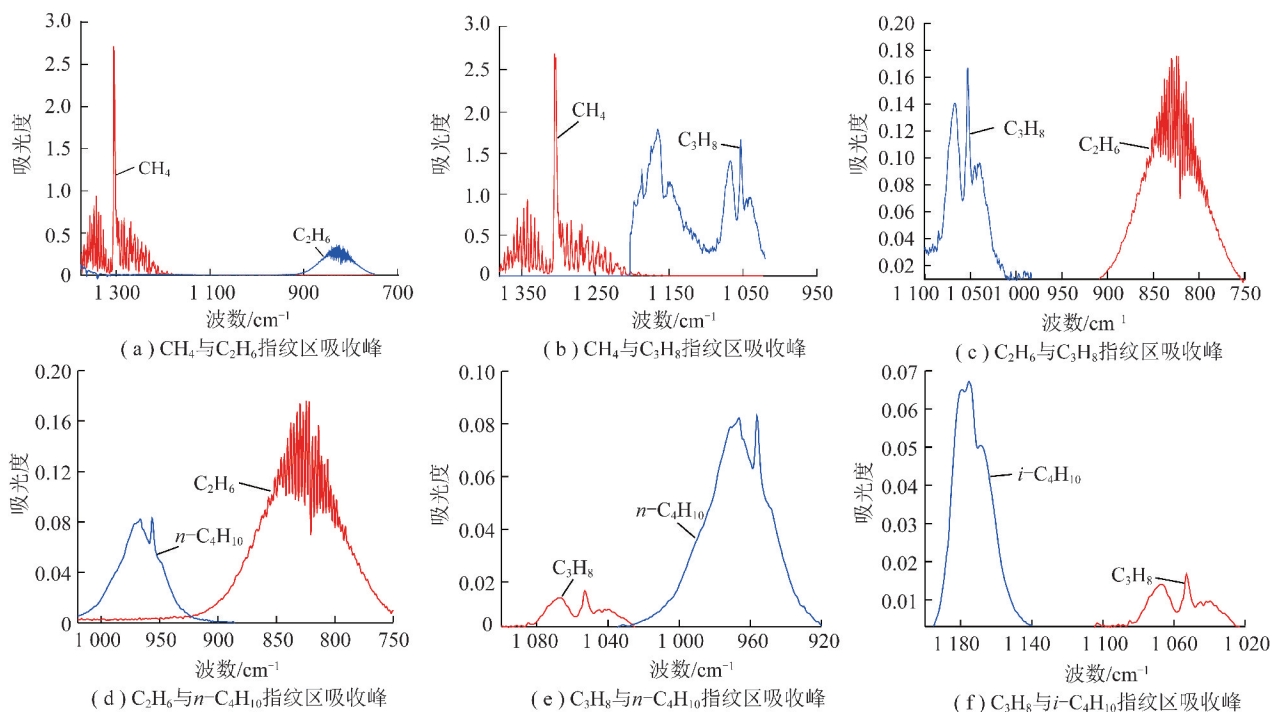 3.0
2.5
2.0
1.5
1.0
0.5
0
吸光度
CH₄
C₂H₆
1 300 1 100 900 700
波数/cm⁻¹
( a ) CH₄与C₂H₆指纹区吸收峰
3.0
2.5
2.0
1.5
1.0
0.5
0
吸光度
CH₄
C₃H₈
1 350 1 250 1 150 1 050 950
波数/cm⁻¹
( b ) CH₄与C₃H₈指纹区吸收峰
0.20
0.18
0.16
0.14
0.12
0.10
0.08
0.06
0.04
0.02
吸光度
C₃H₈
C₂H₆
1 100 1 050 1 000 950 900 850 800 750
波数/cm⁻¹
( c ) C₂H₆与C₃H₈指纹区吸收峰
0.20
0.16
0.12
0.08
0.04
吸光度
C₂H₆
n-C₄H₁₀
1 000 950 900 850 800 750
波数/cm⁻¹
( d ) C₂H₆与n-C₄H₁₀指纹区吸收峰
0.10
0.08
0.06
0.04
0.02
0
吸光度
n-C₄H₁₀
C₃H₈
1 080 1 040 1 000 960 920
波数/cm⁻¹
( e ) C₃H₈与n-C₄H₁₀指纹区吸收峰
0.07
0.06
0.05
0.04
0.03
0.02
0.01
吸光度
i-C₄H₁₀
C₃H₈
1 180 1 140 1 100 1 060 1 020
波数/cm⁻¹
( f ) C₃H₈与i-C₄H₁₀指纹区吸收峰